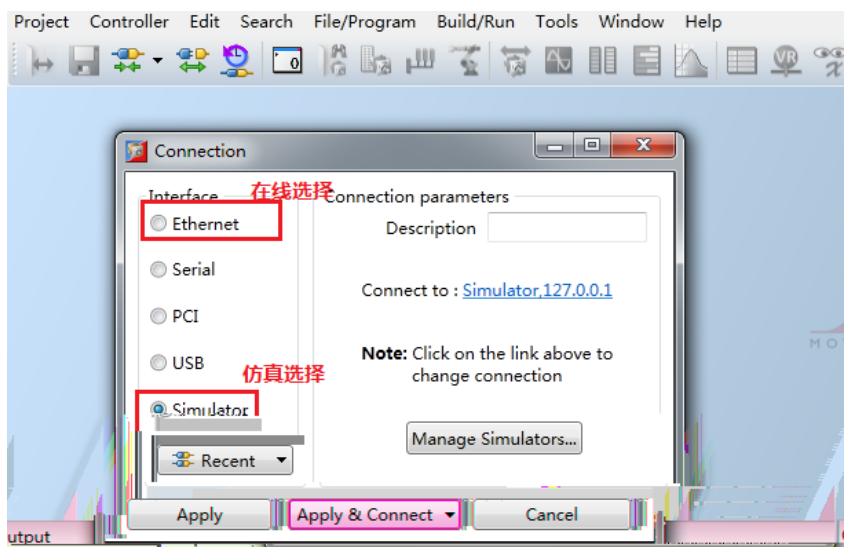 Project Controller Edit Search File/Program Build/Run Tools Window Help
Connection
Interface
在线选择
Connection parameters
Ethernet
Description
Serial
Connect to : Simulator,127.0.0.1
PCI
Note: Click on the link above to
change connection
USB
仿真选择
Simulator
Manage Simulators...
Recent
Apply
Apply & Connect
Cancel
utput